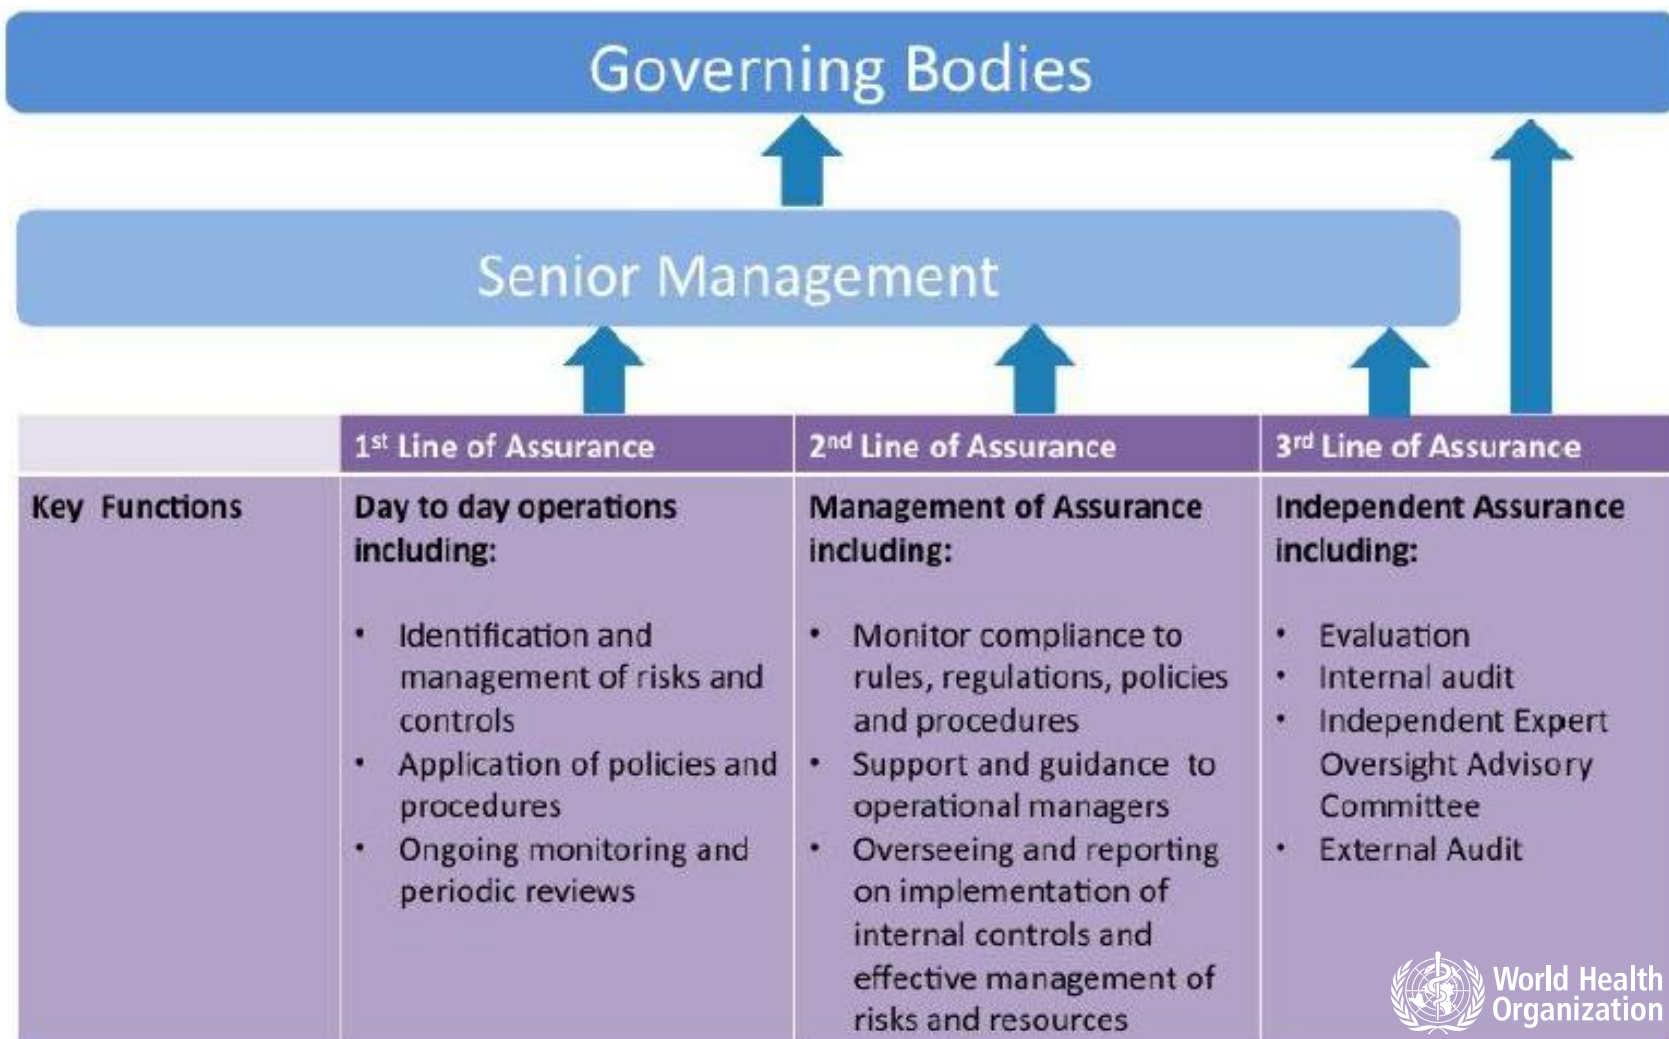 Governing Bodies
Senior Management
1st Line of Assurance
2nd Line of Assurance
3rd Line of Assurance
Key Functions
Day to day operations
including:
• Identification and
management of risks and
controls
• Application of policies and
procedures
• Ongoing monitoring and
periodic reviews
Management of Assurance
including:
• Monitor compliance to
rules, regulations, policies
and procedures
• Support and guidance to
operational managers
• Overseeing and reporting
on implementation of
internal controls and
effective management of
risks and resources
Independent Assurance
including:
• Evaluation
• Internal audit
• Independent Expert
Oversight Advisory
Committee
• External Audit
World Health
Organization